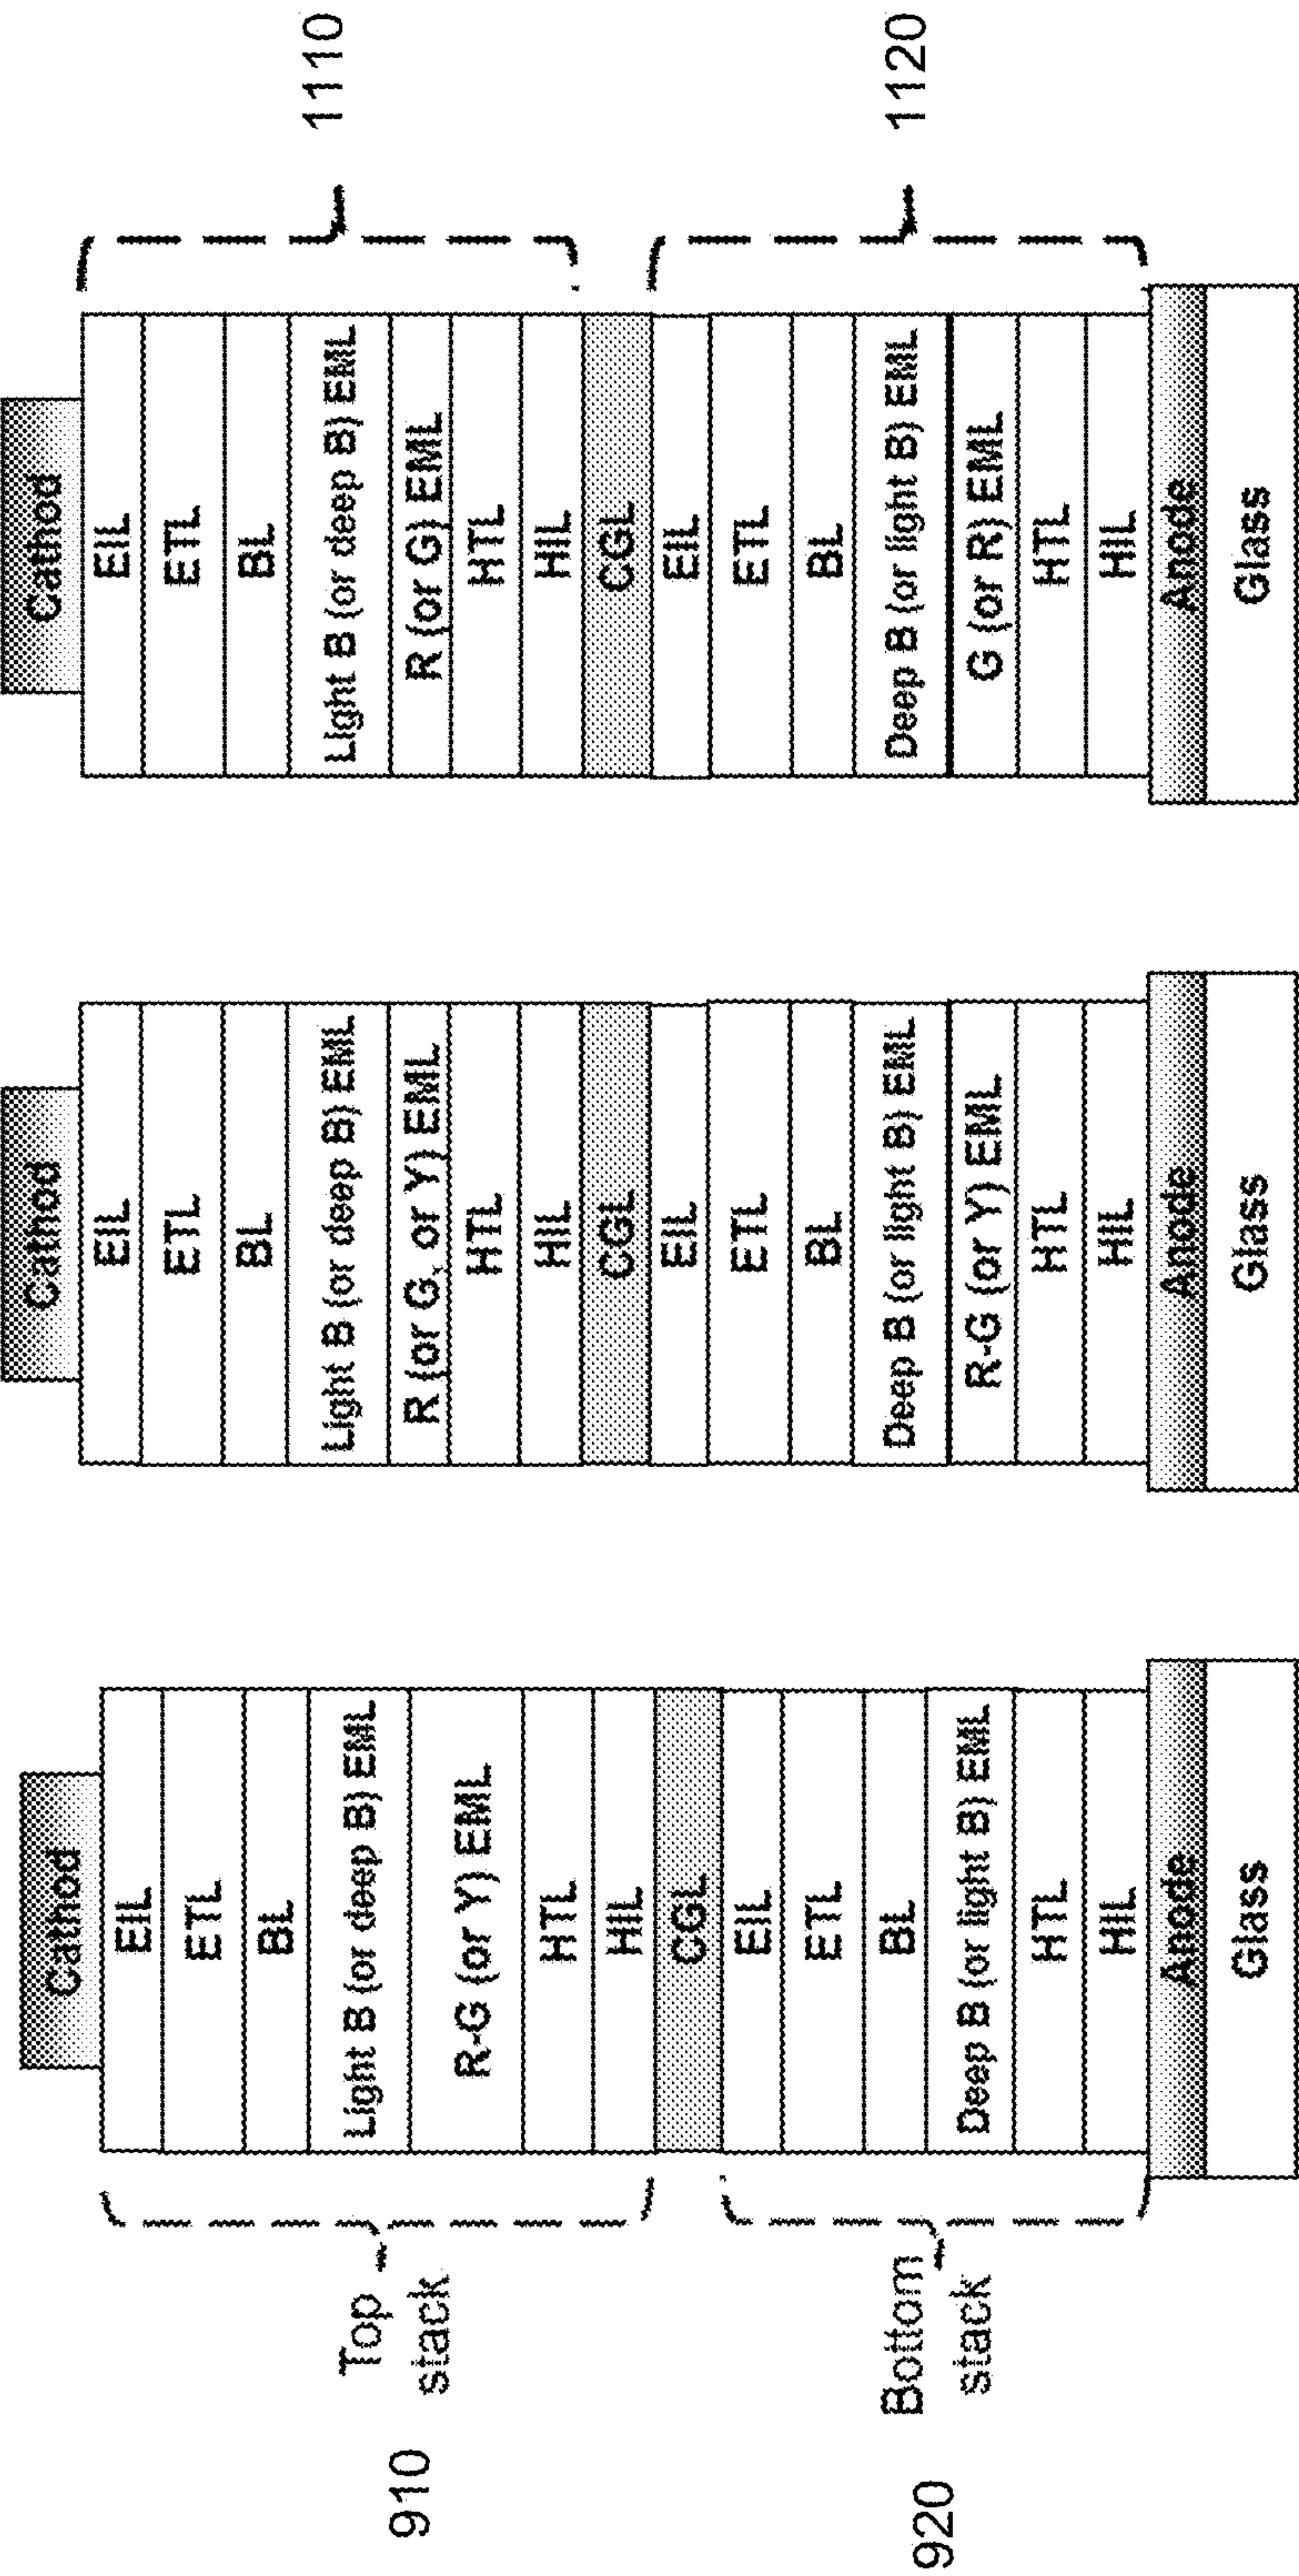 910
Top
stack
920
Bottom
stack
Cathod
EIL
ETL
BL
Light B (or deep B) EML
R-G (or Y) EML
HTL
HIL
CGL
EIL
ETL
BL
Deep B (or light B) EML
HTL
HIL
Anode
Glass
Cathod
EIL
ETL
BL
Light B (or deep B) EML
R (or G, or Y) EML
HTL
HIL
CGL
EIL
ETL
BL
Deep B (or light B) EML
R-G (or Y) EML
HTL
HIL
Anode
Glass
Cathod
EIL
ETL
BL
Light B (or deep B) EML
R (or G) EML
HTL
HIL
CGL
EIL
ETL
BL
Deep B (or light B) EML
G (or R) EML
HTL
HIL
Anode
Glass
1110
1120